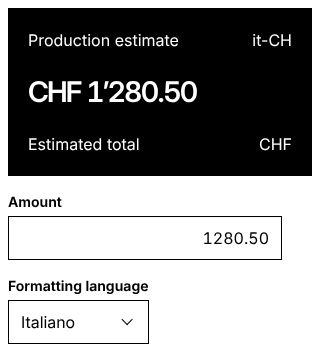 Production estimate it-CH
CHF 1’280.50
Estimated total CHF
Amount
1280.50
Formatting language
Italiano